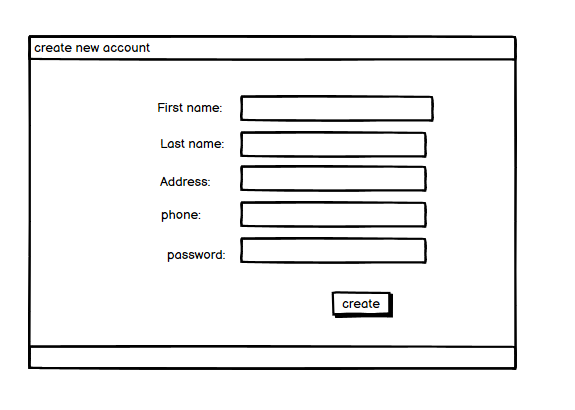 create new account
First name:
Last name:
Address:
phone:
password:
create